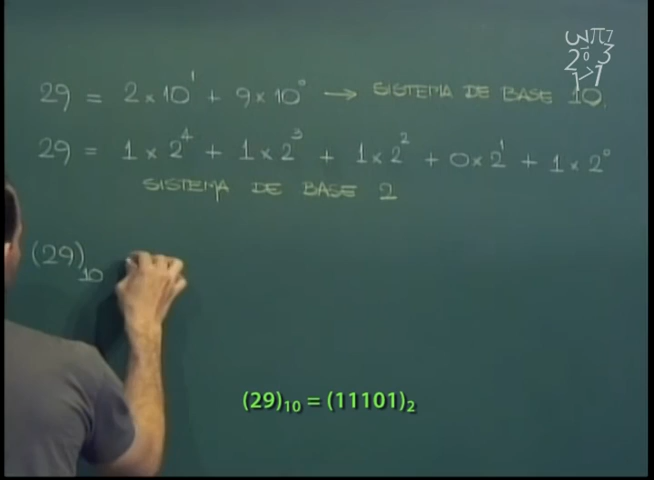 29 = 2 × 10¹ + 9 × 10⁰ → SISTEMA DE BASE 10.
29 = 1 × 2⁴ + 1 × 2³ + 1 × 2² + 0 × 2¹ + 1 × 2⁰
SISTEMA DE BASE 2
(29)₁₀
(29)₁₀ = (11101)₂